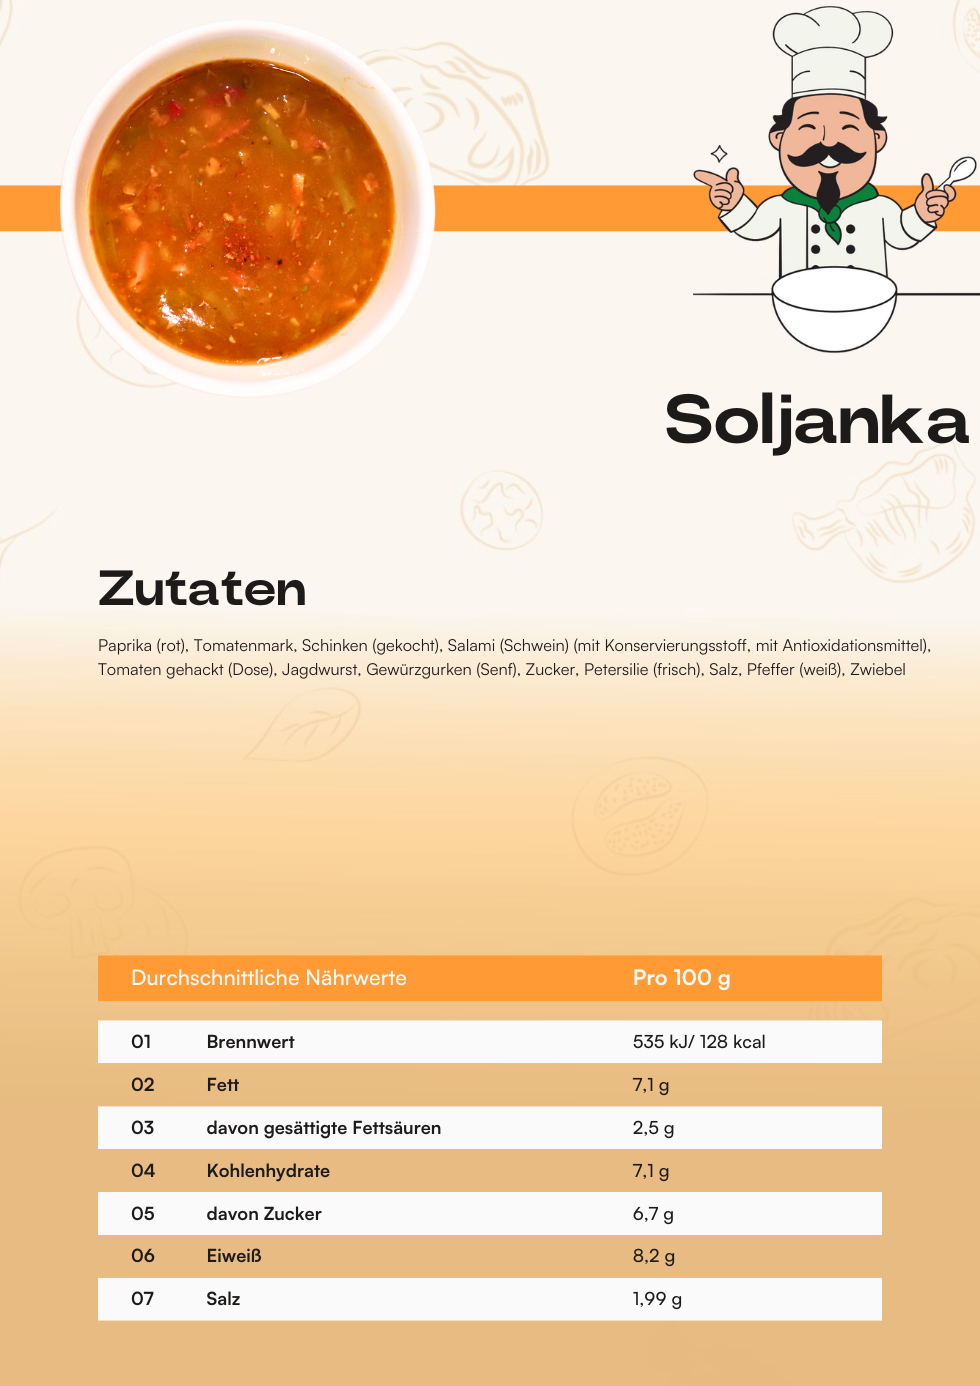 Soljanka
Zutaten
Paprika (rot), Tomatenmark, Schinken (gekocht), Salami (Schwein) (mit Konservierungsstoff, mit Antioxidationsmittel),
Tomaten gehackt (Dose), Jagdwurst, Gewürzgurken (Senf), Zucker, Petersilie (frisch), Salz, Pfeffer (weiß), Zwiebel
Durchschnittliche Nährwerte Pro 100 g
01 Brennwert 535 kJ/ 128 kcal
02 Fett 7,1 g
03 davon gesättigte Fettsäuren 2,5 g
04 Kohlenhydrate 7,1 g
05 davon Zucker 6,7 g
06 Eiweiß 8,2 g
07 Salz 1,99 g